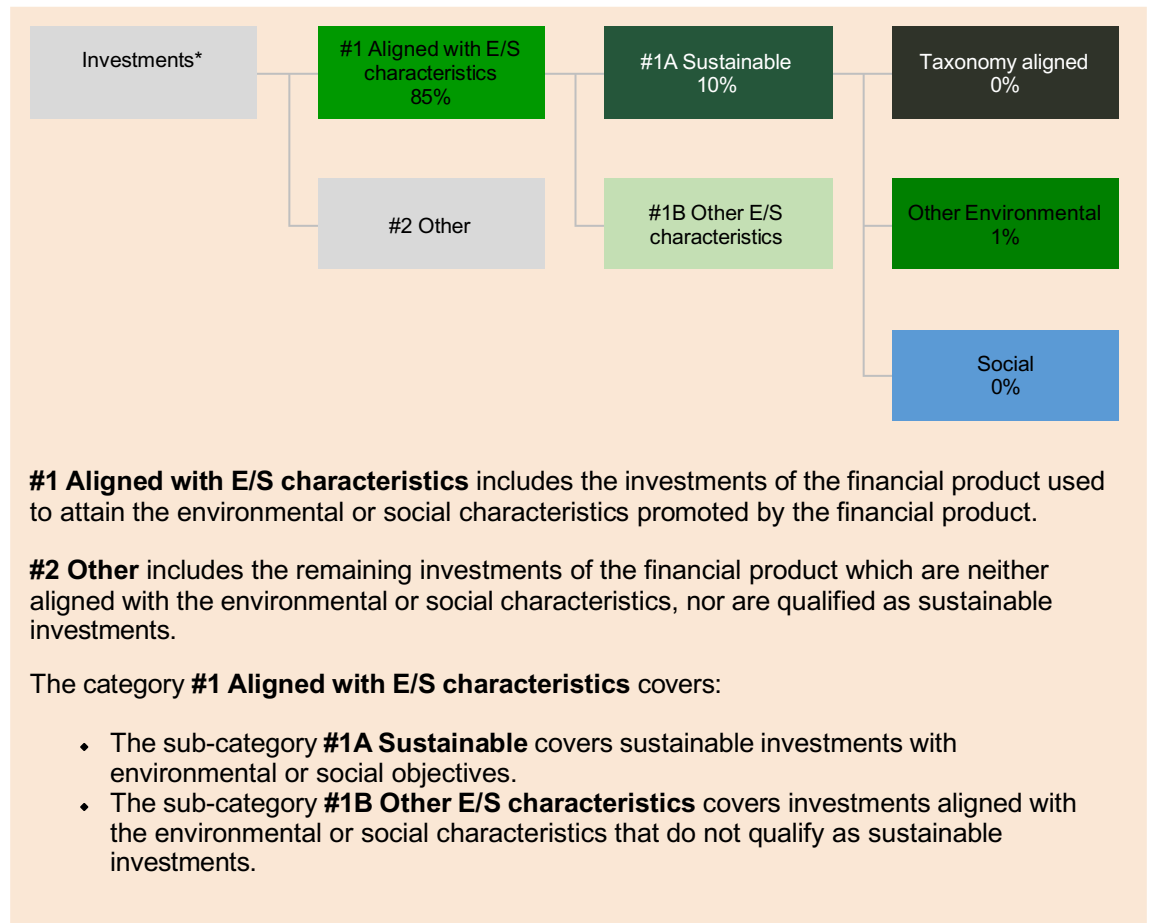 Investments*
#1 Aligned with E/S
characteristics
85%
#1A Sustainable
10%
Taxonomy aligned
0%
#2 Other
#1B Other E/S
characteristics
Other Environmental
1%
Social
0%
#1 Aligned with E/S characteristics includes the investments of the financial product used
to attain the environmental or social characteristics promoted by the financial product.
#2 Other includes the remaining investments of the financial product which are neither
aligned with the environmental or social characteristics, nor are qualified as sustainable
investments.
The category #1 Aligned with E/S characteristics covers:
• The sub-category #1A Sustainable covers sustainable investments with
environmental or social objectives.
• The sub-category #1B Other E/S characteristics covers investments aligned with
the environmental or social characteristics that do not qualify as sustainable
investments.